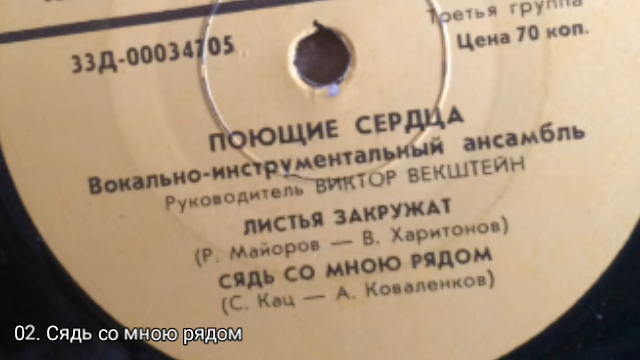 Третья группа
33Д-00034705
Цена 70 коп.
ПОЮЩИЕ СЕРДЦА
Вокально-инструментальный ансамбль
Руководитель ВИКТОР ВЕКШТЕЙН
ЛИСТЬЯ ЗАКРУЖАТ
(Р. Майоров — В. Харитонов)
СЯДЬ СО МНОЮ РЯДОМ
(С. Кац — А. Коваленков)
02. Сядь со мною рядом